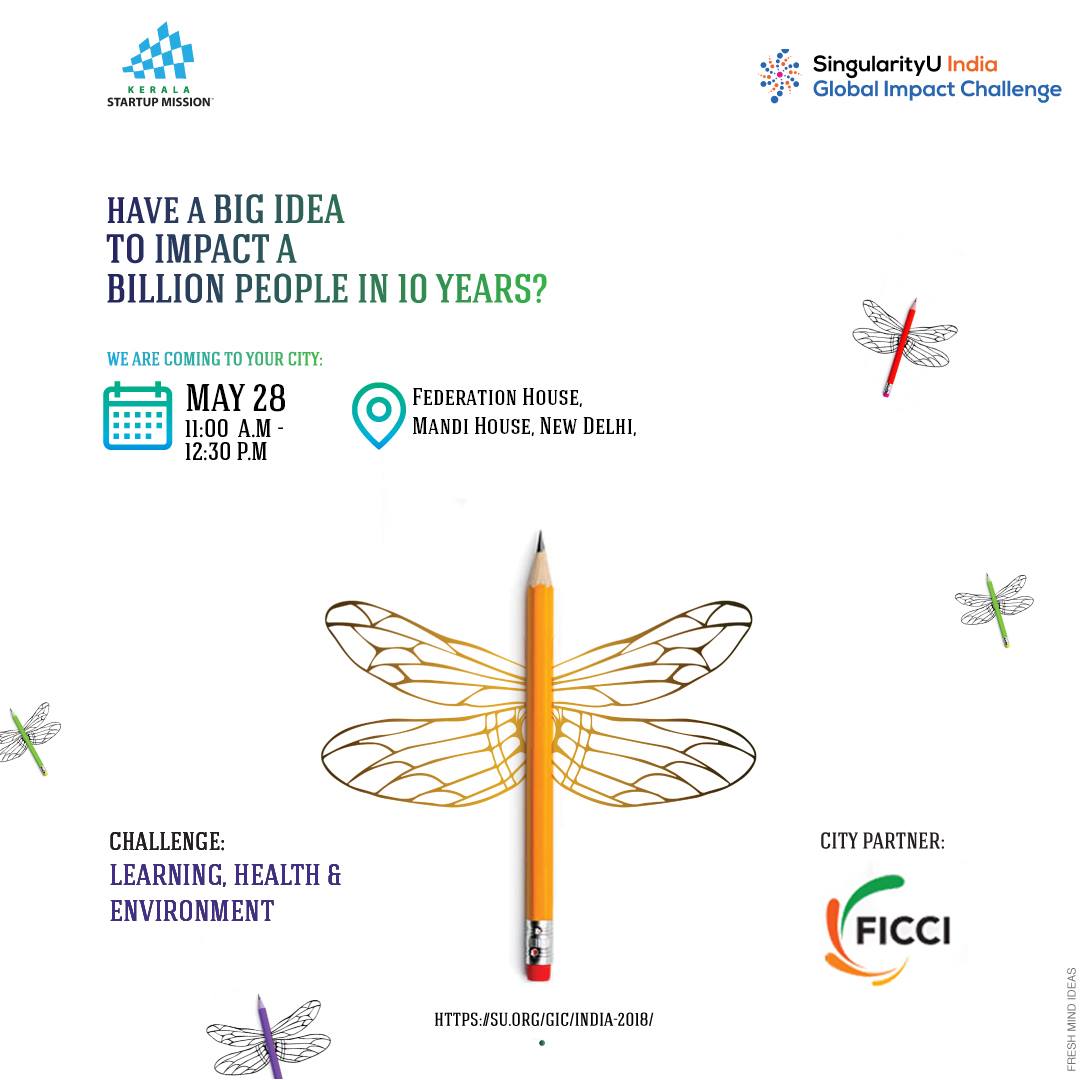 KERALA
STARTUP MISSION
SingularityU India
Global Impact Challenge
HAVE A BIG IDEA
TO IMPACT A
BILLION PEOPLE IN 10 YEARS?
WE ARE COMING TO YOUR CITY:
MAY 28
11:00 A.M -
12:30 P.M
FEDERATION HOUSE,
MANDI HOUSE, NEW DELHI,
CHALLENGE:
LEARNING, HEALTH &
ENVIRONMENT
CITY PARTNER:
FICCI
HTTPS://SU.ORG/GIC/INDIA-2018/
FRESH MIND IDEAS